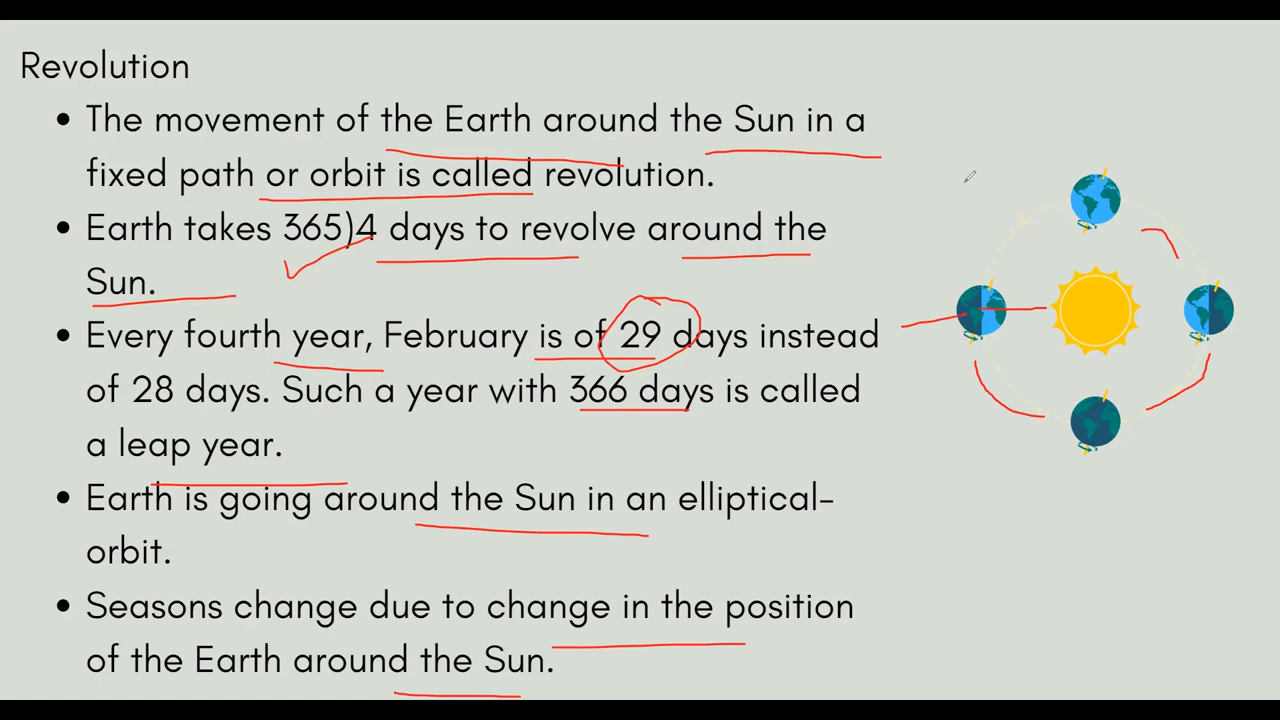 Revolution
• The movement of the Earth around the Sun in a
fixed path or orbit is called revolution.
• Earth takes 365)4 days to revolve around the
Sun.
• Every fourth year, February is of 29 days instead
of 28 days. Such a year with 366 days is called
a leap year.
• Earth is going around the Sun in an elliptical-
orbit.
• Seasons change due to change in the position
of the Earth around the Sun.